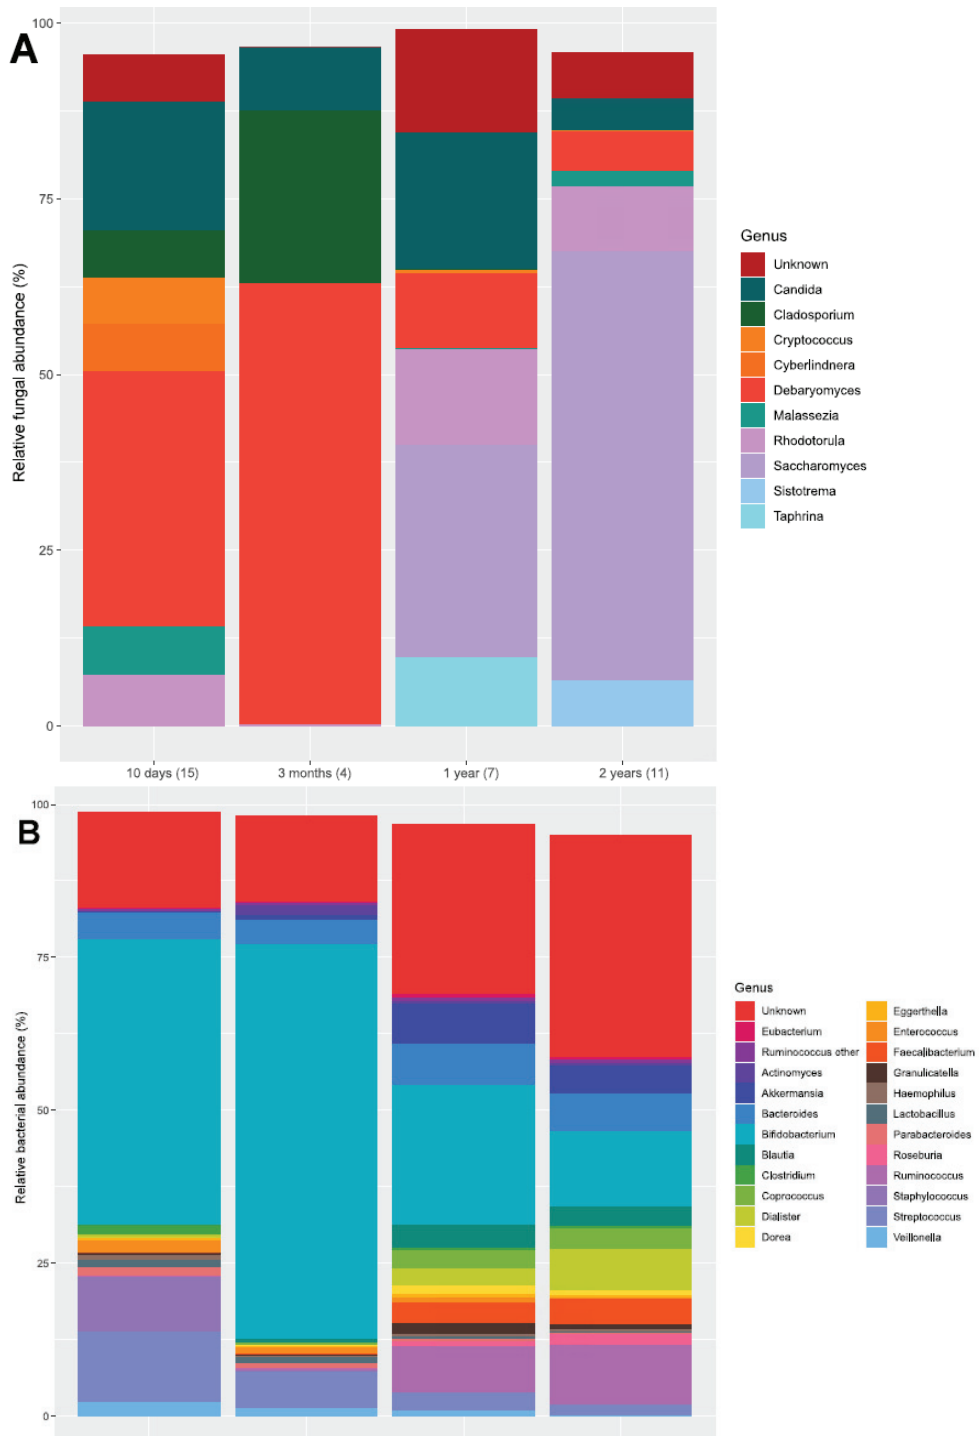 A
Relative fungal abundance (%)
100
75
50
25
0
10 days (15)
3 months (4)
1 year (7)
2 years (11)
Genus
Unknown
Candida
Cladosporium
Cryptococcus
Cyberlindnera
Debaryomyces
Malassezia
Rhodotorula
Saccharomyces
Sistotrema
Taphrina
B
Relative bacterial abundance (%)
100
75
50
25
0
Genus
Unknown
Eubacterium
Ruminococcus other
Actinomyces
Akkermansia
Bacteroides
Bifidobacterium
Blautia
Clostridium
Coprococcus
Dialister
Dorea
Eggerthella
Enterococcus
Faecalibacterium
Granulicatella
Haemophilus
Lactobacillus
Parabacteroides
Roseburia
Ruminococcus
Staphylococcus
Streptococcus
Veillonella